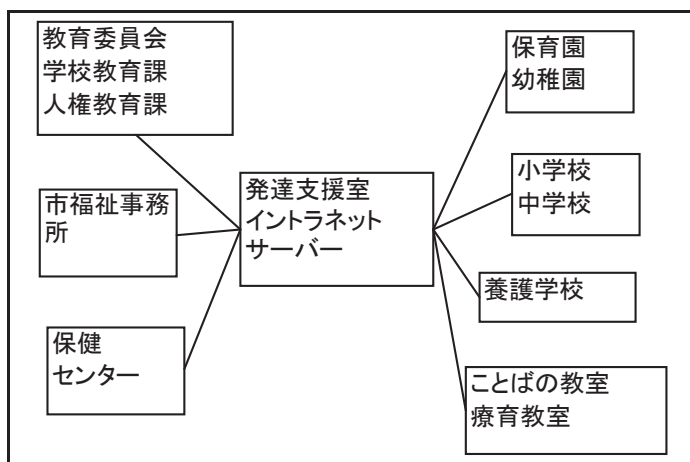 教育委員会
学校教育課
人権教育課
市福祉事務
所
保健
センター
発達支援室
イントラネット
サーバー
保育園
幼稚園
小学校
中学校
養護学校
ことばの教室
療育教室